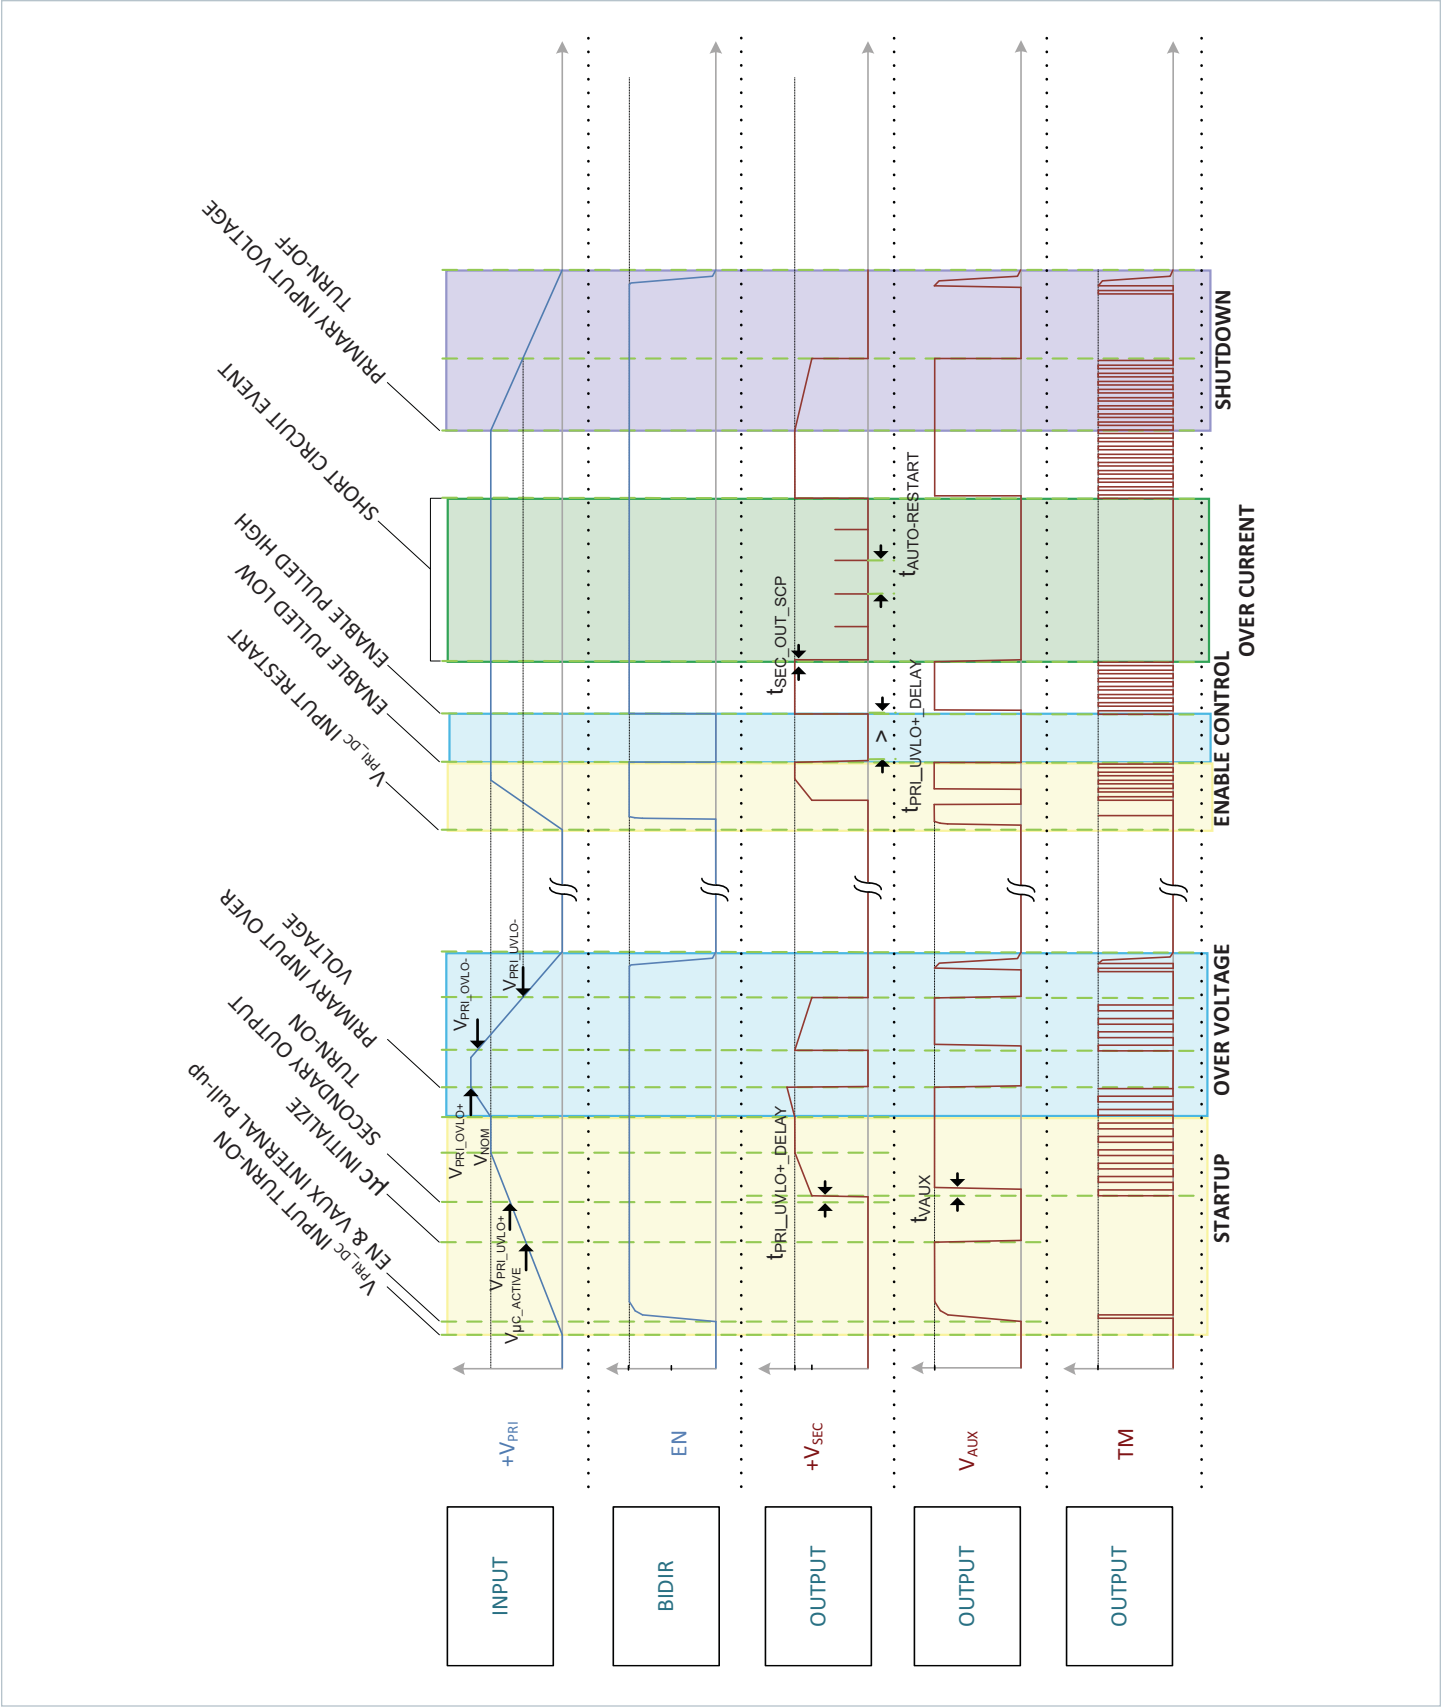 V_PRI_DC INPUT TURN-ON
EN & VAUX INTERNAL Pull-up
µC INITIALIZE
SECONDARY OUTPUT
TURN-ON
PRIMARY INPUT OVER
VOLTAGE
V_PRI_DC INPUT RESTART
ENABLE PULLED LOW
ENABLE PULLED HIGH
SHORT CIRCUIT EVENT
PRIMARY INPUT VOLTAGE
TURN-OFF
INPUT
+V_PRI
V_µC_ACTIVE
V_PRI_UVLO+
V_PRI_OVLO+
V_NOM
V_PRI_OVLO-
V_PRI_UVLO-
BIDIR
EN
OUTPUT
+V_SEC
t_PRI_UVLO+_DELAY
t_SEC_OUT_SCP
>
t_PRI_UVLO+_DELAY
t_AUTO-RESTART
OUTPUT
V_AUX
t_VAUX
OUTPUT
TM
STARTUP
OVER VOLTAGE
ENABLE CONTROL
OVER CURRENT
SHUTDOWN